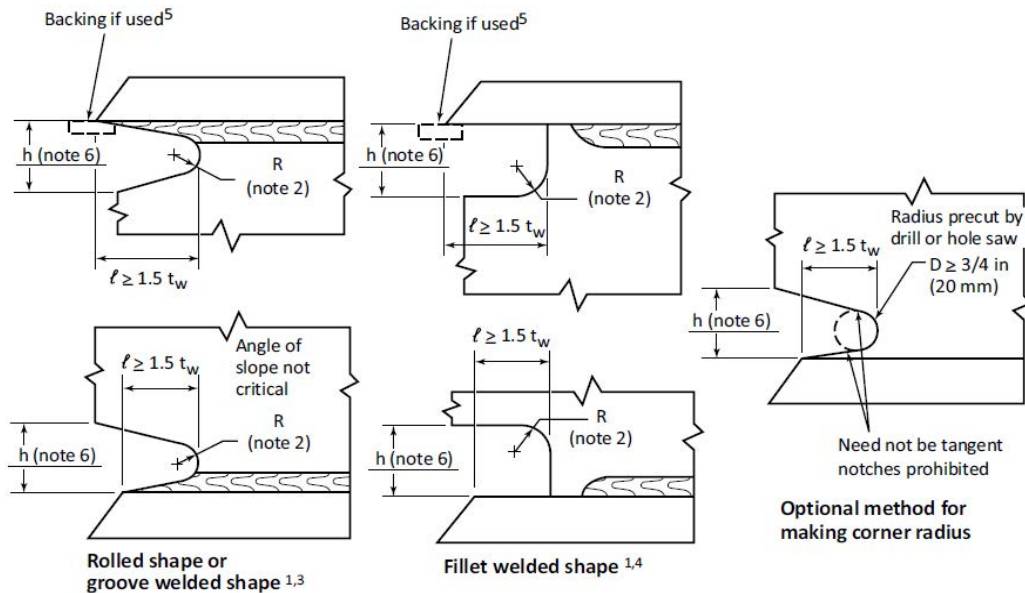 Backing if used5
h (note 6)
R
(note 2)
ℓ ≥ 1.5 tw
Backing if used5
h (note 6)
R
(note 2)
ℓ ≥ 1.5 tw
ℓ ≥ 1.5 tw
Angle of
slope not
critical
R
(note 2)
h (note 6)
Rolled shape or
groove welded shape 1,3
ℓ ≥ 1.5 tw
R
(note 2)
h (note 6)
Fillet welded shape 1,4
Radius precut by
drill or hole saw
ℓ ≥ 1.5 tw
D ≥ 3/4 in
(20 mm)
h (note 6)
Need not be tangent
notches prohibited
Optional method for
making corner radius